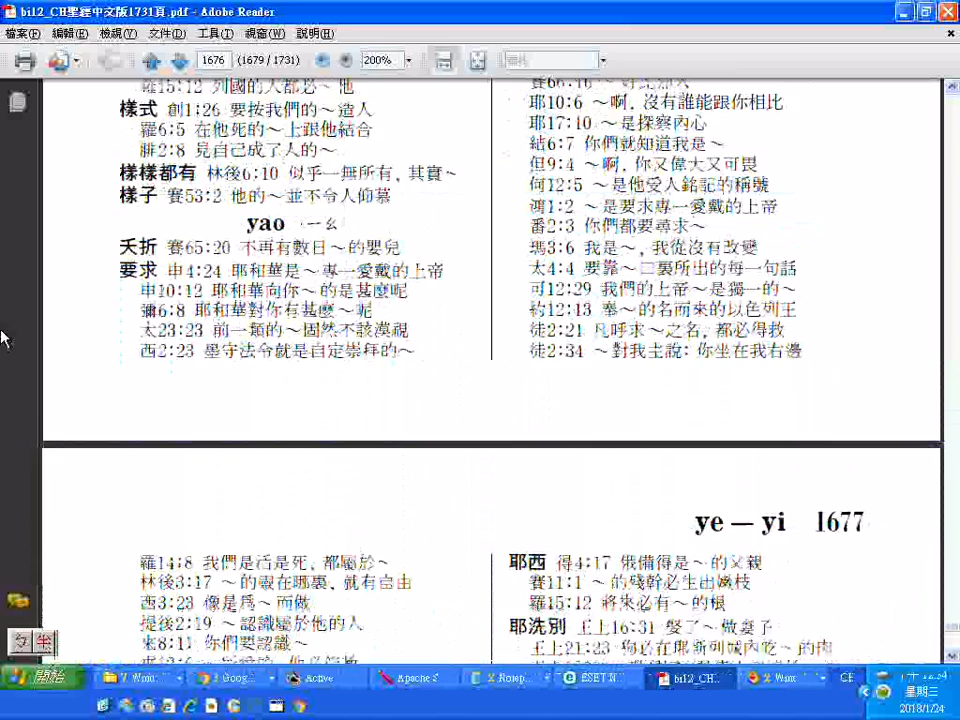 bi12_CH聖經中文版1731頁.pdf - Adobe Reader
檔案(F) 編輯(E) 檢視(V) 文件(D) 工具(T) 視窗(W) 說明(H)
1676 (1679 / 1731) 200% 尋找
羅15:12 列國的人都必～他
樣式 創1:26 要按我們的～造人
羅6:5 在他死的～上跟他結合
腓2:8 見自己成了人的～
樣樣都有 林後6:10 似乎一無所有, 其實～
樣子 賽53:2 他的～並不令人仰慕
yao ㄧㄠ
夭折 賽65:20 不再有數日～的嬰兒
要求 申4:24 耶和華是～專一愛戴的上帝
申10:12 耶和華向你～的是甚麼呢
彌6:8 耶和華對你有甚麼～呢
太23:23 前一類的～固然不該漠視
西2:23 墨守法令就是自定崇拜的～
耶10:6 ～啊, 沒有誰能跟你相比
耶17:10 ～是探察內心
結6:7 你們就知道我是～
但9:4 ～啊, 你又偉大又可畏
何12:5 ～是他受人銘記的稱號
鴻1:2 ～是要求專一愛戴的上帝
番2:3 你們都要尋求～
瑪3:6 我是～, 我從沒有改變
太4:4 要靠～口裏所出的每一句話
可12:29 我們的上帝～是獨一的～
約12:13 奉～的名而來的以色列王
徒2:21 凡呼求～之名, 都必得救
徒2:34 ～對我主說: 你坐在我右邊
ye — yi 1677
羅14:8 我們是活是死, 都屬於～
林後3:17 ～的靈在哪裏, 就有自由
西3:23 像是爲～而做
提後2:19 ～認識屬於他的人
來8:11 你們要認識～
耶西 得4:17 俄備得是～的父親
賽11:1 ～的殘幹必生出嫩枝
羅15:12 將來必有～的根
耶洗別 王上16:31 娶了～做妻子
王上21:23 狗必在耶斯列城內吃～的肉
ㄅ 半
開始 7 Win 3 Goog Active Apache S ESET N bi12_CH CH
星期三
2018/1/24